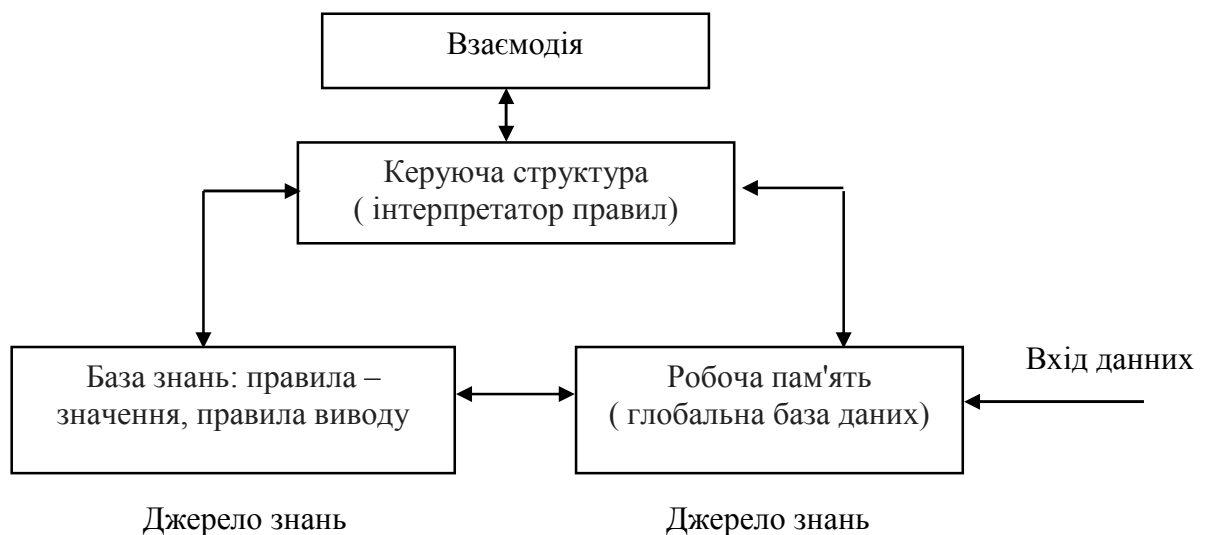 Взаємодія
Керуюча структура
( інтерпретатор правил)
База знань: правила –
значення, правила виводу
Робоча пам'ять
( глобальна база даних)
Вхід данних
Джерело знань
Джерело знань